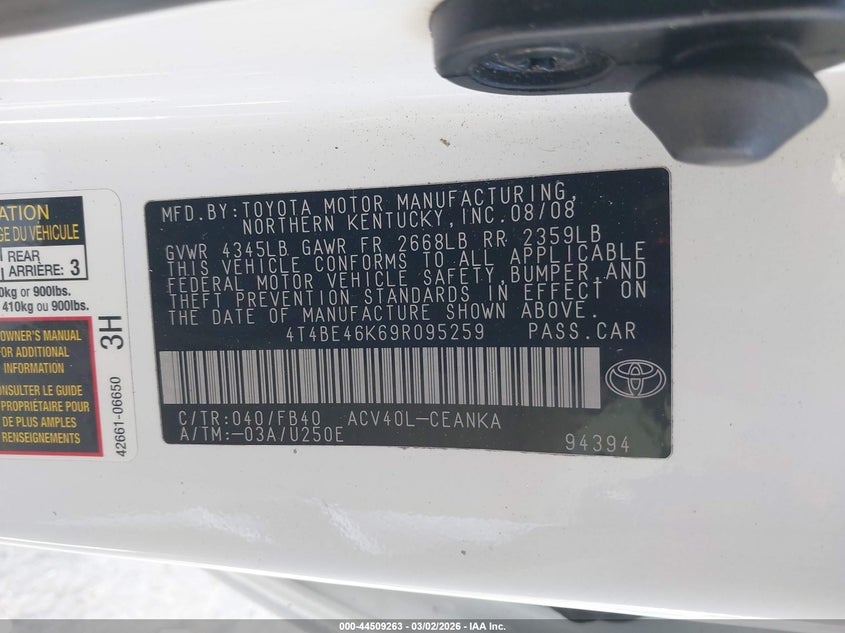 ATION
GE DU VÉHICULE
REAR
ARRIÈRE: 3
0kg or 900lbs.
410kg ou 900lbs.
OWNER'S MANUAL
FOR ADDITIONAL
INFORMATION
CONSULTER LE GUIDE
PROPRIÉTAIRE POUR
DE PLUS AMPLES
RENSEIGNEMENTS
3H
42661-06650
MFD.BY:TOYOTA MOTOR MANUFACTURING,
NORTHERN KENTUCKY,INC.08/08
GVWR 4345LB GAWR FR 2668LB RR 2359LB
THIS VEHICLE CONFORMS TO ALL APPLICABLE
FEDERAL MOTOR VEHICLE SAFETY,BUMPER,AND
THEFT PREVENTION STANDARDS IN EFFECT ON
THE DATE OF MANUFACTURE SHOWN ABOVE.
4T4BE46K69R095259 PASS.CAR
C/TR:040/FB40 ACV40L-CEANKA
A/TM:-03A/U250E
94394
000-44509263 - 03/02/2026 - IAA Inc.